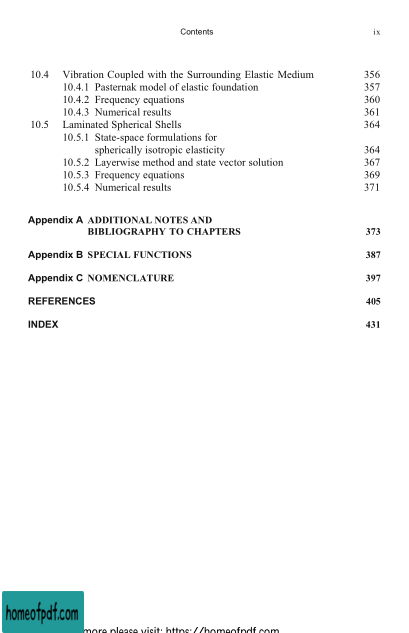 Contents ix
10.4 Vibration Coupled with the Surrounding Elastic Medium 356
10.4.1 Pasternak model of elastic foundation 357
10.4.2 Frequency equations 360
10.4.3 Numerical results 361
10.5 Laminated Spherical Shells 364
10.5.1 State-space formulations for
spherically isotropic elasticity 364
10.5.2 Layerwise method and state vector solution 367
10.5.3 Frequency equations 369
10.5.4 Numerical results 371
Appendix A ADDITIONAL NOTES AND
BIBLIOGRAPHY TO CHAPTERS 373
Appendix B SPECIAL FUNCTIONS 387
Appendix C NOMENCLATURE 397
REFERENCES 405
INDEX 431
homeofpdf.com
more please visit: https://homeofpdf.com